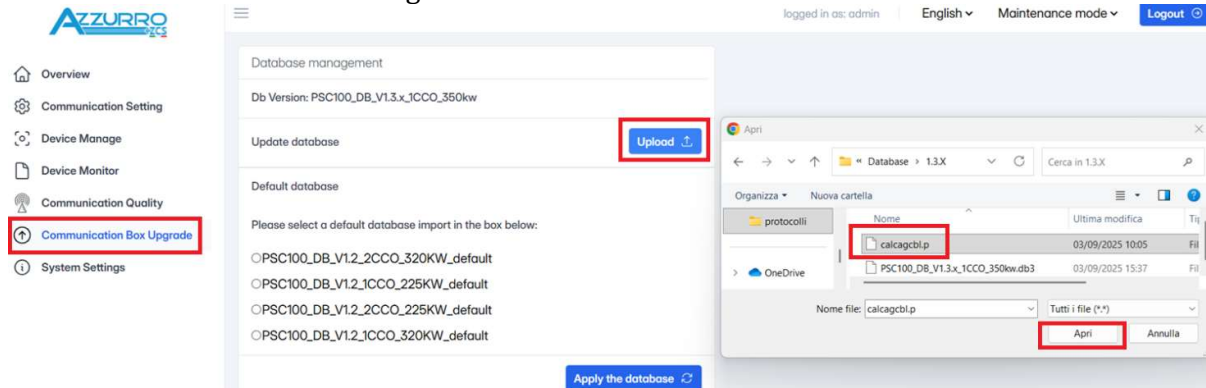 AZZURRO
ZCS
logged in as: admin
English
Maintenance mode
Logout
Overview
Communication Setting
Device Manage
Device Monitor
Communication Quality
Communication Box Upgrade
System Settings
Database management
Db Version: PSC100_DB_V1.3.x_1CCO_350kw
Update database
Upload
Default database
Please select a default database import in the box below:
PSC100_DB_V1.2_2CCO_320KW_default
PSC100_DB_V1.2_1CCO_225KW_default
PSC100_DB_V1.2_2CCO_225KW_default
PSC100_DB_V1.2_1CCO_320KW_default
Apply the database
Apri
« Database > 1.3.X
Cerca in 1.3.X
Organizza
Nuova cartella
protocolli
OneDrive
Nome Ultima modifica Tip
calcagcbl.p 03/09/2025 10:05 Fil
PSC100_DB_V1.3.x_1CCO_350kw.db3 03/09/2025 15:37 Fil
Nome file: calcagcbl.p Tutti i file (*.*)
Apri Annulla